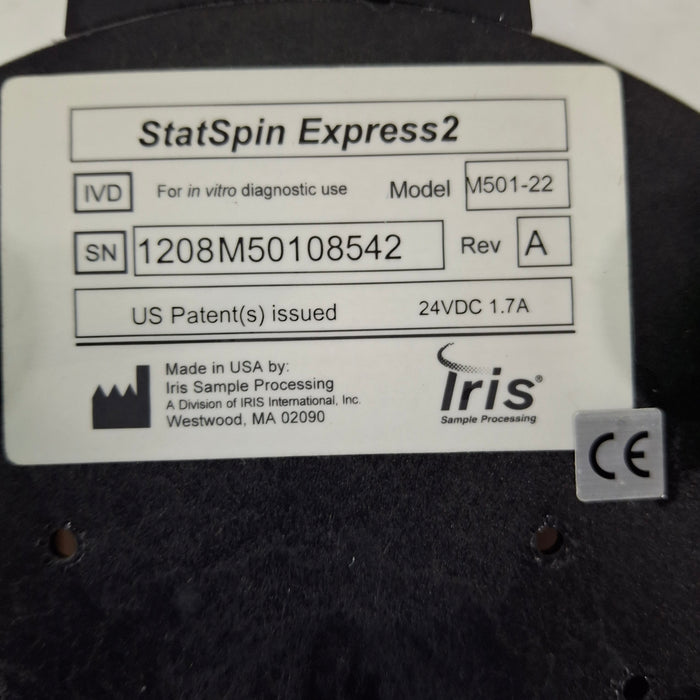 StatSpin Express2
IVD For in vitro diagnostic use Model M501-22
SN 1208M50108542 Rev A
US Patent(s) issued 24VDC 1.7A
Made in USA by:
Iris Sample Processing
A Division of IRIS International, Inc.
Westwood, MA 02090
Iris®
Sample Processing
CE